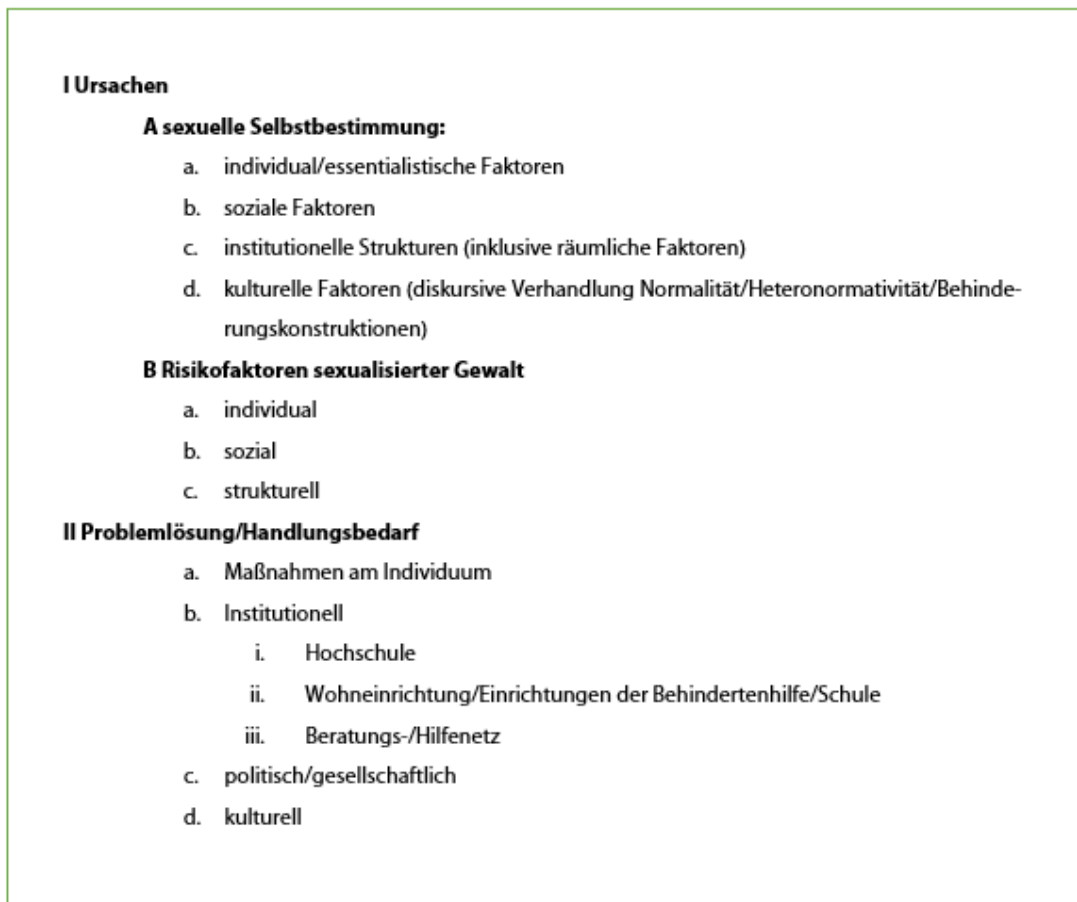 I Ursachen
A sexuelle Selbstbestimmung:
a. individual/essentialistische Faktoren
b. soziale Faktoren
c. institutionelle Strukturen (inklusive räumliche Faktoren)
d. kulturelle Faktoren (diskursive Verhandlung Normalität/Heteronormativität/Behinde-
rungskonstruktionen)
B Risikofaktoren sexualisierter Gewalt
a. individual
b. sozial
c. strukturell
II Problemlösung/Handlungsbedarf
a. Maßnahmen am Individuum
b. Institutionell
i. Hochschule
ii. Wohneinrichtung/Einrichtungen der Behindertenhilfe/Schule
iii. Beratungs-/Hilfenetz
c. politisch/gesellschaftlich
d. kulturell